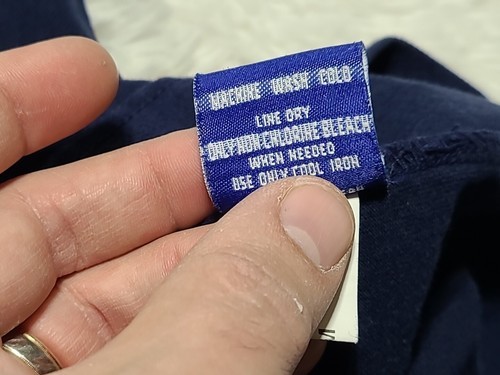 MACHINE WASH COLD
LINE DRY
ONLY NON CHLORINE BLEACH
WHEN NEEDED
USE ONLY COOL IRON
M